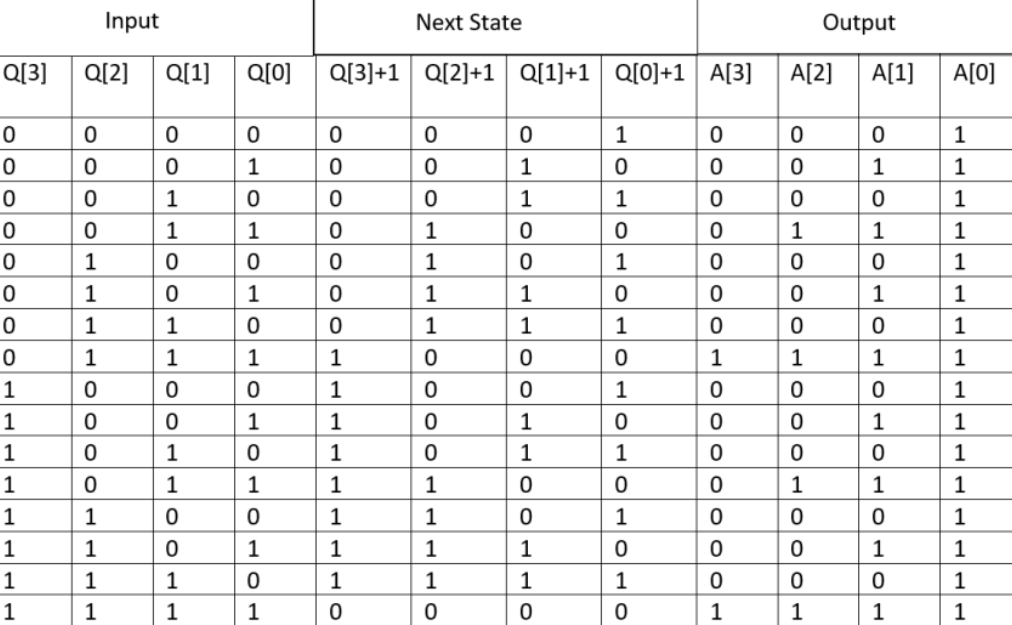 Input Next State Output
Q[3] Q[2] Q[1] Q[0] Q[3]+1 Q[2]+1 Q[1]+1 Q[0]+1 A[3] A[2] A[1] A[0]
0 0 0 0 0 0 0 1 0 0 0 1
0 0 0 1 0 0 1 0 0 0 1 1
0 0 1 0 0 0 1 1 0 0 0 1
0 0 1 1 0 1 0 0 0 1 1 1
0 1 0 0 0 1 0 1 0 0 0 1
0 1 0 1 0 1 1 0 0 0 1 1
0 1 1 0 0 1 1 1 0 0 0 1
0 1 1 1 1 0 0 0 1 1 1 1
1 0 0 0 1 0 0 1 0 0 0 1
1 0 0 1 1 0 1 0 0 0 1 1
1 0 1 0 1 0 1 1 0 0 0 1
1 0 1 1 1 1 0 0 0 1 1 1
1 1 0 0 1 1 0 1 0 0 0 1
1 1 0 1 1 1 1 0 0 0 1 1
1 1 1 0 1 1 1 1 0 0 0 1
1 1 1 1 0 0 0 0 1 1 1 1